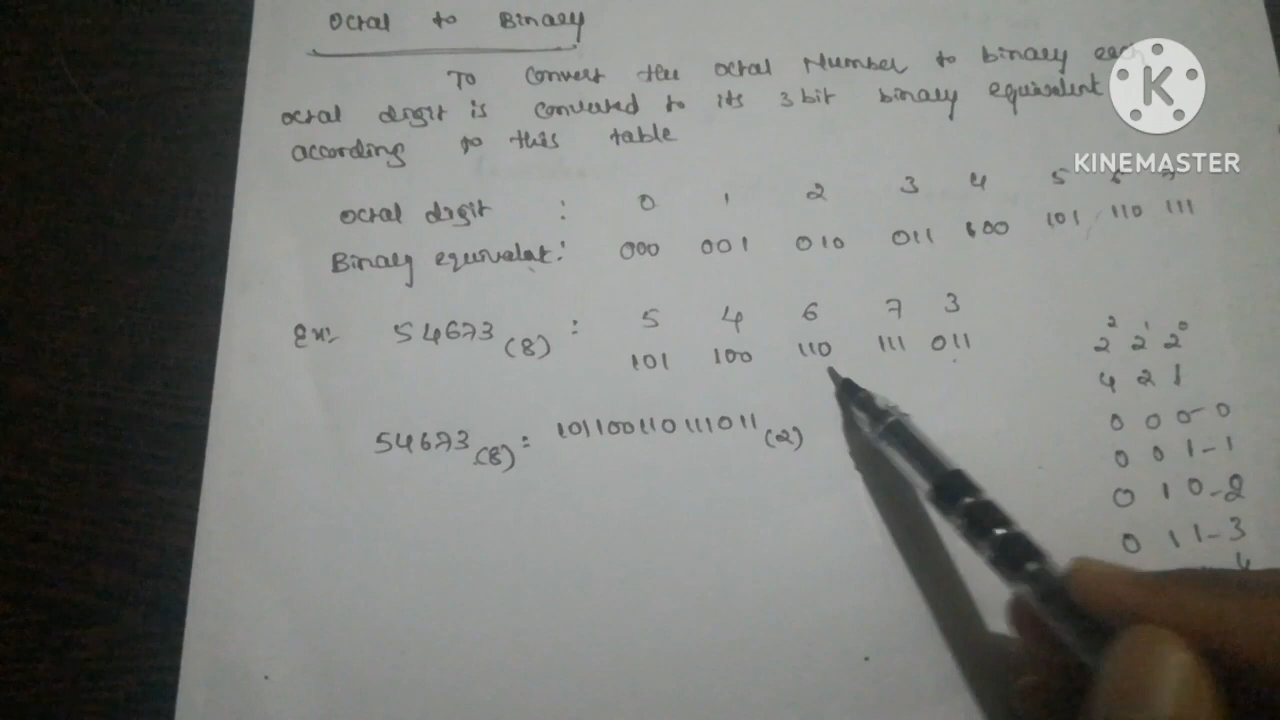 Octal to Binary
To convert the octal Number to binary each
octal digit is converted to its 3 bit binary equivalent
according to this table
KINEMASTER
Octal digit : 0 1 2 3 4 5 6 7
Binary equivalent: 000 001 010 011 100 101 110 111
Ex:- 54673 (8) : 5 4 6 7 3
101 100 110 111 011
54673 (8) : 101100110111011 (2)
2² 2¹ 2⁰
4 2 1
0 0 0 - 0
0 0 1 - 1
0 1 0 - 2
0 1 1 - 3
4